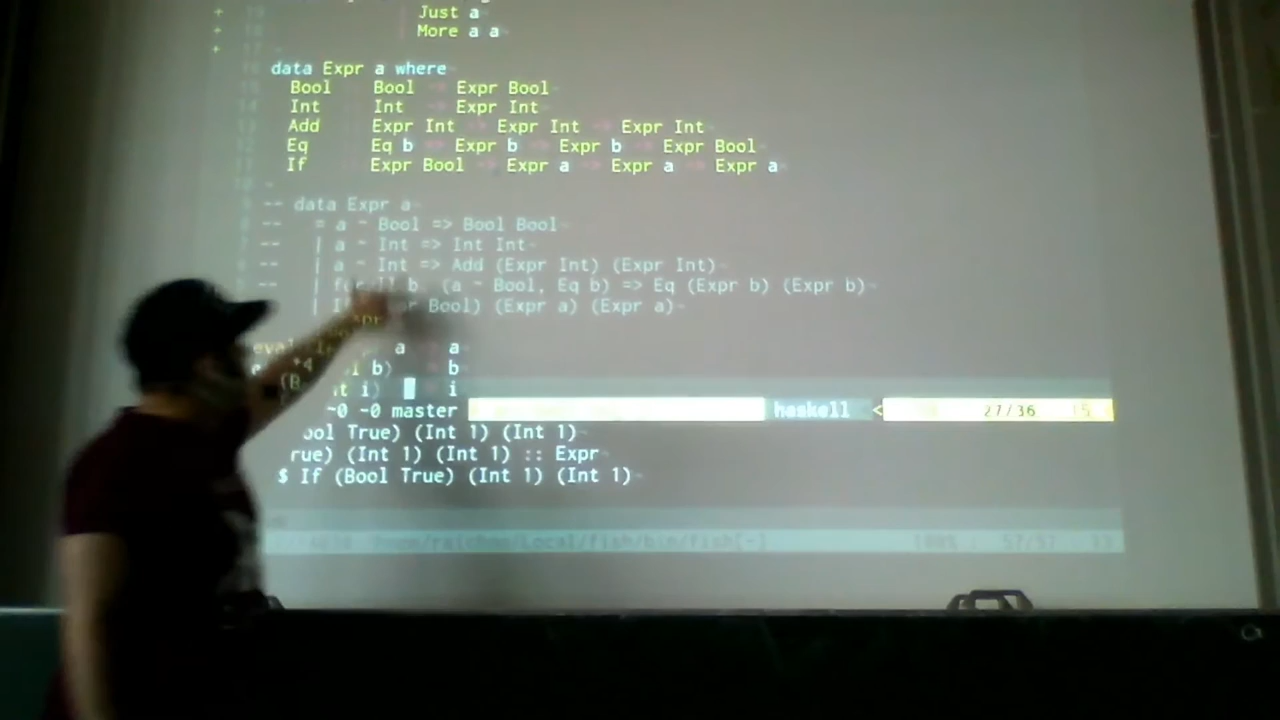 Just a
| More a a
data Expr a where
Bool Bool -> Expr Bool
Int Int -> Expr Int
Add Expr Int -> Expr Int -> Expr Int
Eq Eq b => Expr b -> Expr b -> Expr Bool
If Expr Bool -> Expr a -> Expr a -> Expr a
-- data Expr a
-- = a ~ Bool => Bool Bool
-- | a ~ Int => Int Int
-- | a ~ Int => Add (Expr Int) (Expr Int)
-- | b. (a ~ Bool, Eq b) => Eq (Expr b) (Expr b)
-- | Bool) (Expr a) (Expr a)
eval a a
b) b
i) i
~0 -0 master haskell < 27/36
True) (Int 1) (Int 1)
rue) (Int 1) (Int 1) :: Expr
$ If (Bool True) (Int 1) (Int 1)
100% 57/57